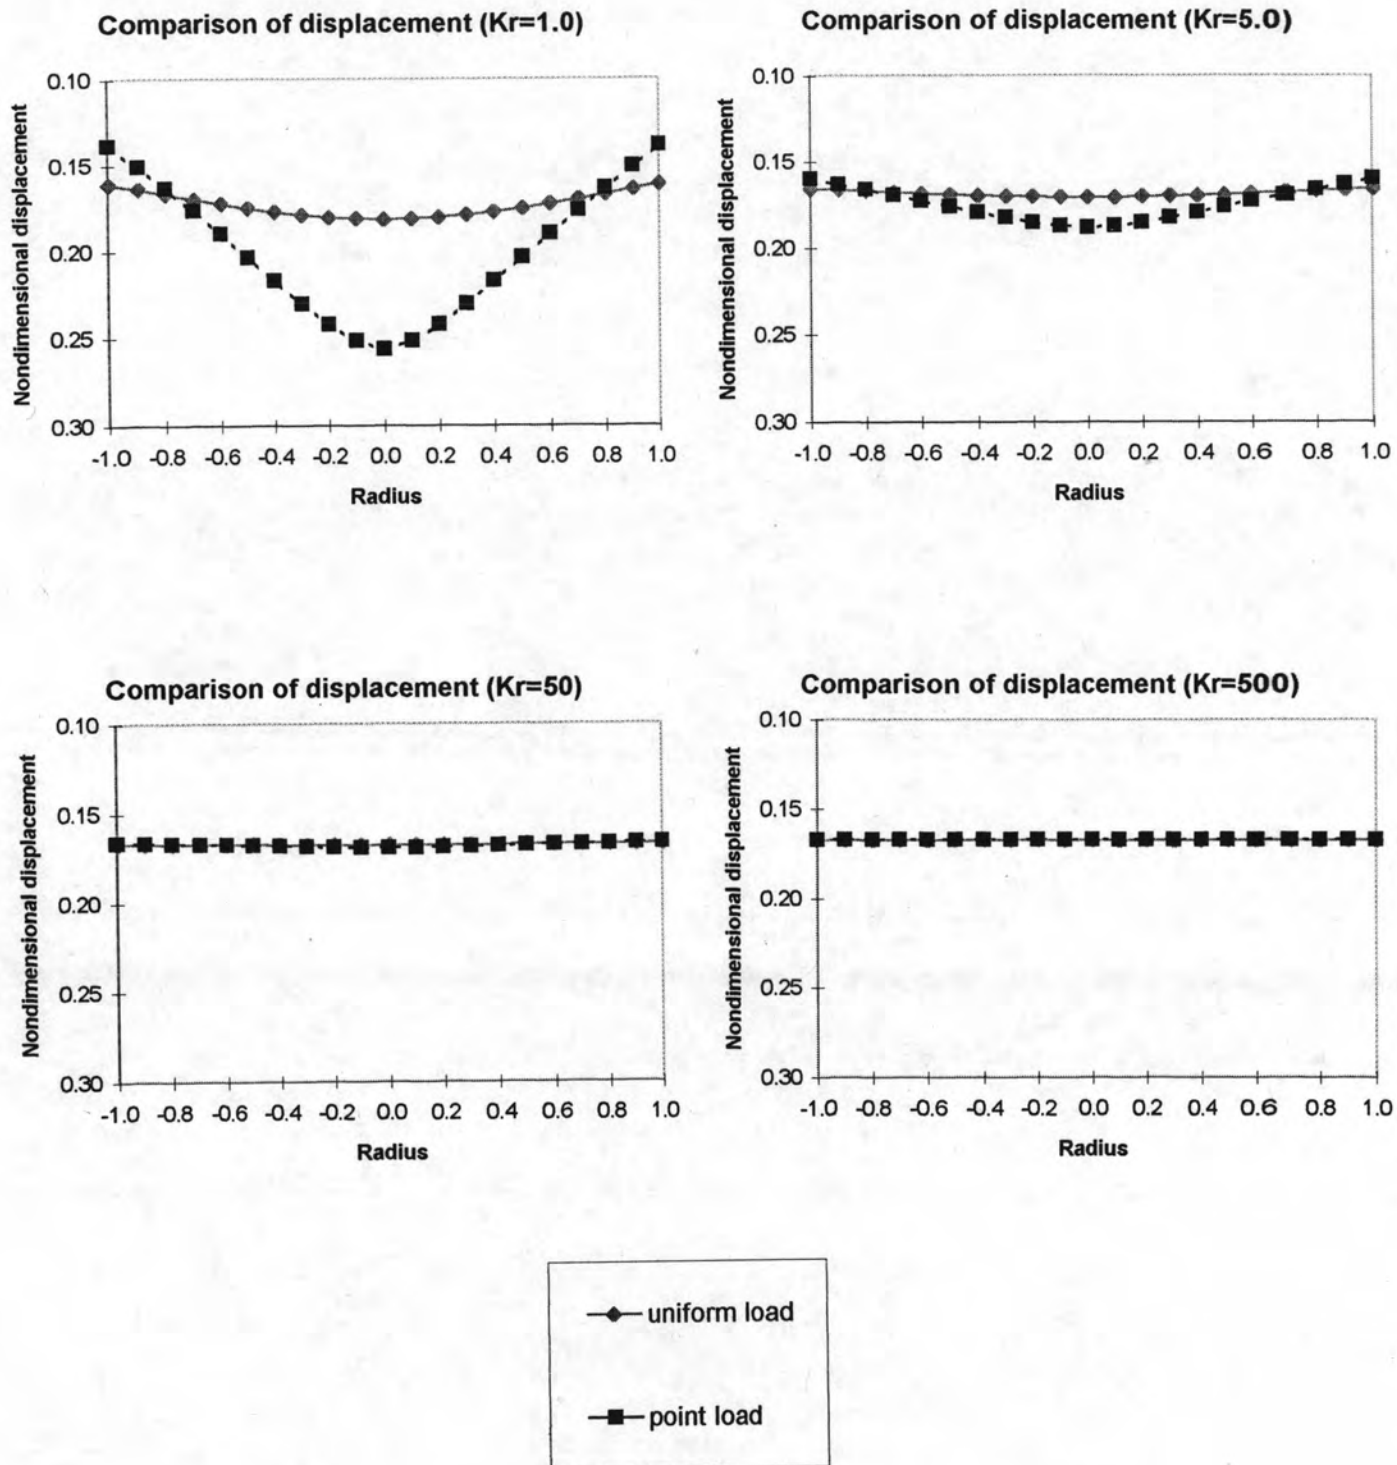 Comparison of displacement (Kr=1.0)
Nondimensional displacement
0.10
0.15
0.20
0.25
0.30
-1.0 -0.8 -0.6 -0.4 -0.2 0.0 0.2 0.4 0.6 0.8 1.0
Radius
Comparison of displacement (Kr=5.0)
Nondimensional displacement
0.10
0.15
0.20
0.25
0.30
-1.0 -0.8 -0.6 -0.4 -0.2 0.0 0.2 0.4 0.6 0.8 1.0
Radius
Comparison of displacement (Kr=50)
Nondimensional displacement
0.10
0.15
0.20
0.25
0.30
-1.0 -0.8 -0.6 -0.4 -0.2 0.0 0.2 0.4 0.6 0.8 1.0
Radius
Comparison of displacement (Kr=500)
Nondimensional displacement
0.10
0.15
0.20
0.25
0.30
-1.0 -0.8 -0.6 -0.4 -0.2 0.0 0.2 0.4 0.6 0.8 1.0
Radius
uniform load
point load